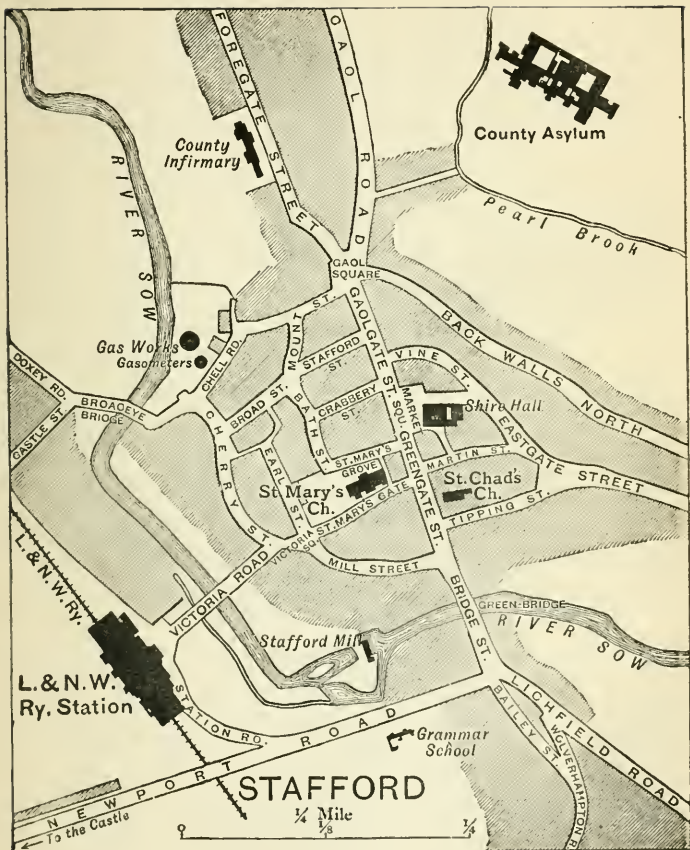 FOREGATE STREET
GAOL ROAD
County Asylum
County
Infirmary
RIVER SOW
Pearl Brook
GAOL
SQUARE
BACK WALLS NORTH
MOUNT ST.
GAOLGATE ST.
Gas Works
Gasometers
CHELL RD.
STAFFORD
ST.
VINE ST.
DOXEY RD.
CASTLE ST.
BROADEYE
BRIDGE
BROAD ST.
BATH ST.
CRABBERY
ST.
MARKET
SQU.
Shire Hall
CHERRY ST.
EARL ST.
ST. MARY'S
GROVE
GREENGATE ST.
MARTIN ST.
EASTGATE STREET
St. Mary's
Ch.
St. Chad's
Ch.
ST. MARYS GATE
TIPPING ST.
VICTORIA
SQ.
L. & N.W. Ry.
VICTORIA ROAD
MILL STREET
BRIDGE ST.
GREEN-BRIDGE
RIVER SOW
Stafford Mill
L. & N.W.
Ry. Station
STATION RD.
LICHFIELD ROAD
BAILEY ST.
WOLVERHAMPTON R
Grammar
School
NEWPORT ROAD
To the Castle
STAFFORD
1/4 Mile
0 1/8 1/4